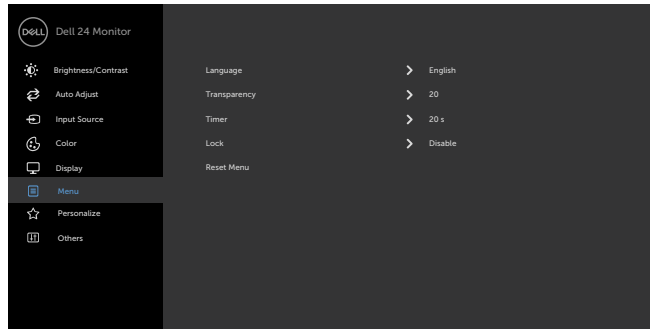 DELL Dell 24 Monitor
Brightness/Contrast Language English
Auto Adjust Transparency 20
Input Source Timer 20 s
Color Lock Disable
Display Reset Menu
Menu
Personalize
Others